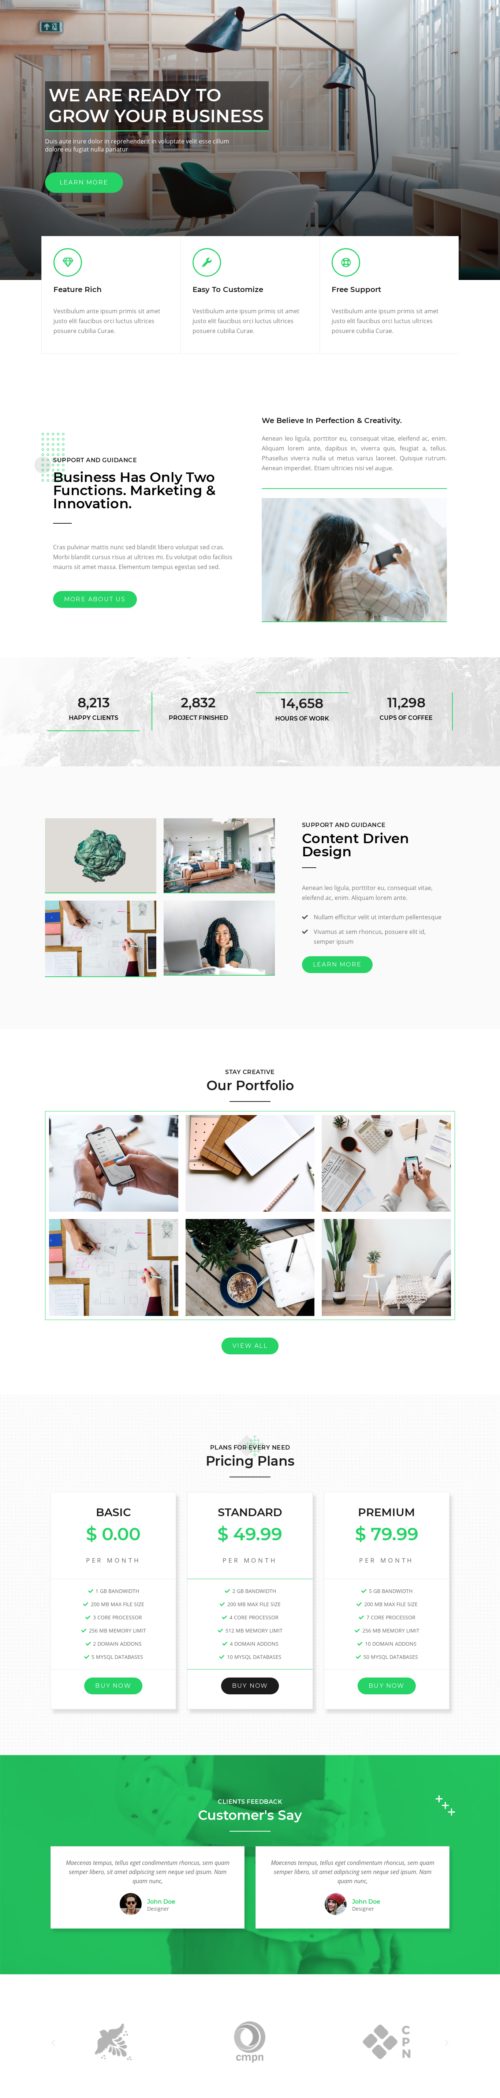 WE ARE READY TO
GROW YOUR BUSINESS
Duis aute irure dolor in reprehenderit in voluptate velit esse cillum
dolore eu fugiat nulla pariatur
LEARN MORE
Feature Rich
Vestibulum ante ipsum primis sit amet
justo elit faucibus orci luctus ultrices
posuere cubilia Curae.
Easy To Customize
Vestibulum ante ipsum primis sit amet
justo elit faucibus orci luctus ultrices
posuere cubilia Curae.
Free Support
Vestibulum ante ipsum primis sit amet
justo elit faucibus orci luctus ultrices
posuere cubilia Curae.
SUPPORT AND GUIDANCE
Business Has Only Two
Functions. Marketing &
Innovation.
Cras pulvinar mattis nunc sed blandit libero volutpat sed cras.
Morbi blandit cursus risus at ultrices mi. Eu volutpat odio facilisis
mauris sit amet massa. Elementum tempus egestas sed sed.
MORE ABOUT US
We Believe In Perfection & Creativity.
Aenean leo ligula, porttitor eu, consequat vitae, eleifend ac, enim.
Aliquam lorem ante, dapibus in, viverra quis, feugiat a, tellus.
Phasellus viverra nulla ut metus varius laoreet. Quisque rutrum.
Aenean imperdiet. Etiam ultricies nisi vel augue.
8,213
HAPPY CLIENTS
2,832
PROJECT FINISHED
14,658
HOURS OF WORK
11,298
CUPS OF COFFEE
SUPPORT AND GUIDANCE
Content Driven
Design
Aenean leo ligula, porttitor eu, consequat vitae,
eleifend ac, enim. Aliquam lorem ante.
Nullam efficitur velit ut interdum pellentesque
Vivamus at sem rhoncus, posuere elit id,
semper ipsum
LEARN MORE
STAY CREATIVE
Our Portfolio
VIEW ALL
PLANS FOR EVERY NEED
Pricing Plans
BASIC
$ 0.00
PER MONTH
1 GB BANDWIDTH
200 MB MAX FILE SIZE
3 CORE PROCESSOR
256 MB MEMORY LIMIT
2 DOMAIN ADDONS
5 MYSQL DATABASES
BUY NOW
STANDARD
$ 49.99
PER MONTH
2 GB BANDWIDTH
200 MB MAX FILE SIZE
4 CORE PROCESSOR
512 MB MEMORY LIMIT
4 DOMAIN ADDONS
10 MYSQL DATABASES
BUY NOW
PREMIUM
$ 79.99
PER MONTH
5 GB BANDWIDTH
200 MB MAX FILE SIZE
7 CORE PROCESSOR
256 MB MEMORY LIMIT
10 DOMAIN ADDONS
50 MYSQL DATABASES
BUY NOW
CLIENTS FEEDBACK
Customer's Say
Maecenas tempus, tellus eget condimentum rhoncus, sem quam
semper libero, sit amet adipiscing sem neque sed ipsum. Nam
quam nunc,
John Doe
Designer
Maecenas tempus, tellus eget condimentum rhoncus, sem quam
semper libero, sit amet adipiscing sem neque sed ipsum. Nam
quam nunc,
John Doe
Designer
cmpn
C
P
N